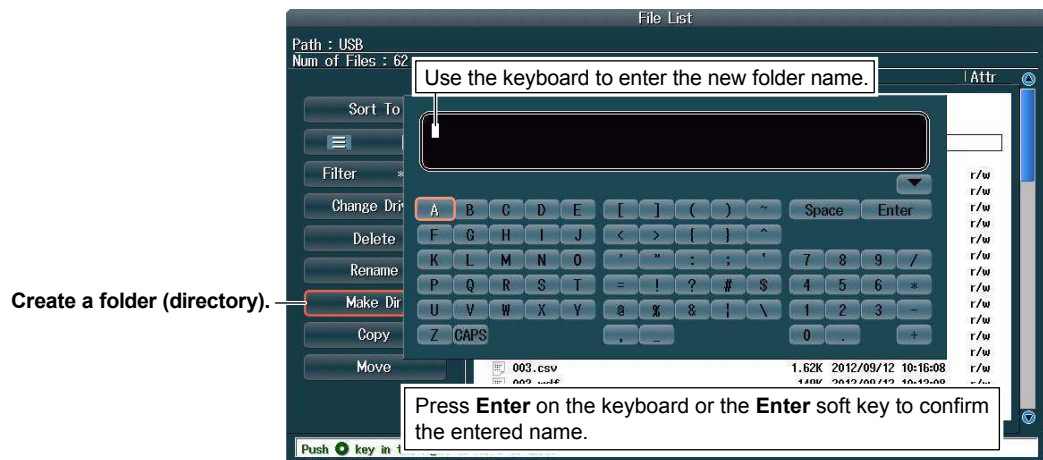 File List
Path : USB
Num of Files : 62
Use the keyboard to enter the new folder name.
Attr
Sort To
Filter *
Change Dri
Delete
Rename
Create a folder (directory).
Make Dir
Copy
Move
A B C D E [ ] ( ) ~ Space Enter
F G H I J < > { } ^
K L M N O ' " : ; ` 7 8 9 / 
P Q R S T = ! ? # $ 4 5 6 *
U V W X Y @ % & ¦ \ 1 2 3 -
Z CAPS , _ 0 . +
r/w
r/w
r/w
r/w
r/w
r/w
r/w
r/w
r/w
r/w
r/w
003.csv 1.62K 2012/09/12 10:16:08 r/w
Press Enter on the keyboard or the Enter soft key to confirm
the entered name.
Push key in t